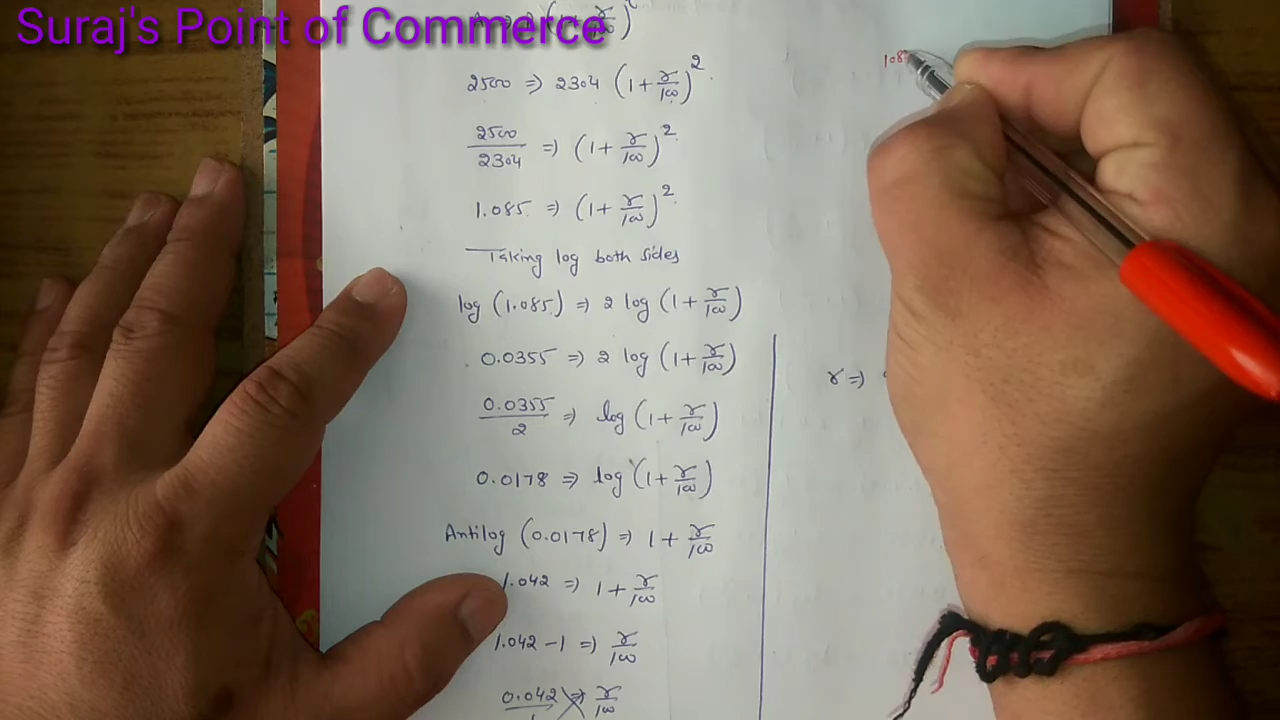 Suraj's Point of Commerce
2500 ⇒ 2304 (1 + r/100)²
2500/2304 ⇒ (1 + r/100)²
1.085 ⇒ (1 + r/100)²
Taking log both sides
log (1.085) ⇒ 2 log (1 + r/100)
0.0355 ⇒ 2 log (1 + r/100)
0.0355/2 ⇒ log (1 + r/100)
0.0178 ⇒ log (1 + r/100)
Antilog (0.0178) ⇒ 1 + r/100
1.042 ⇒ 1 + r/100
1.042 - 1 ⇒ r/100
0.042 ⇒ r/100
108
r ⇒